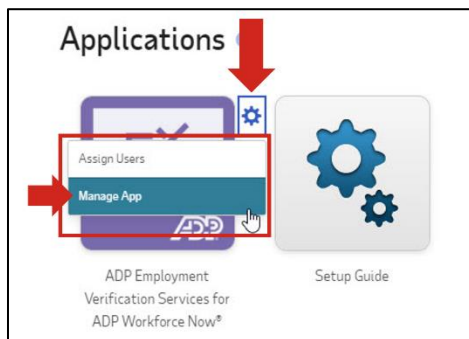 Applications
Assign Users
Manage App
ADP
ADP Employment
Verification Services for
ADP Workforce Now®
Setup Guide